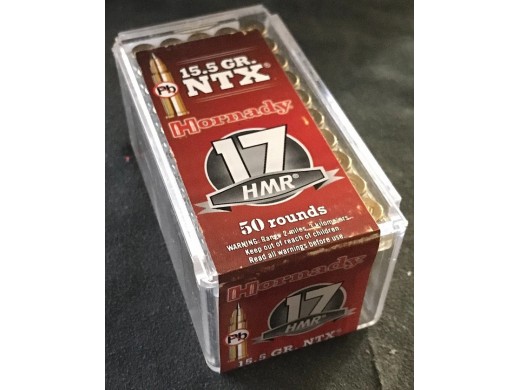 15.5 GR.
NTX®
Pb
Hornady
17
HMR®
50 rounds
WARNING: Range 2 miles, kilometers.
Keep out of reach of children
Read all warnings before use.
Hornady
17
HMR®
Pb
15.5 GR. NTX®